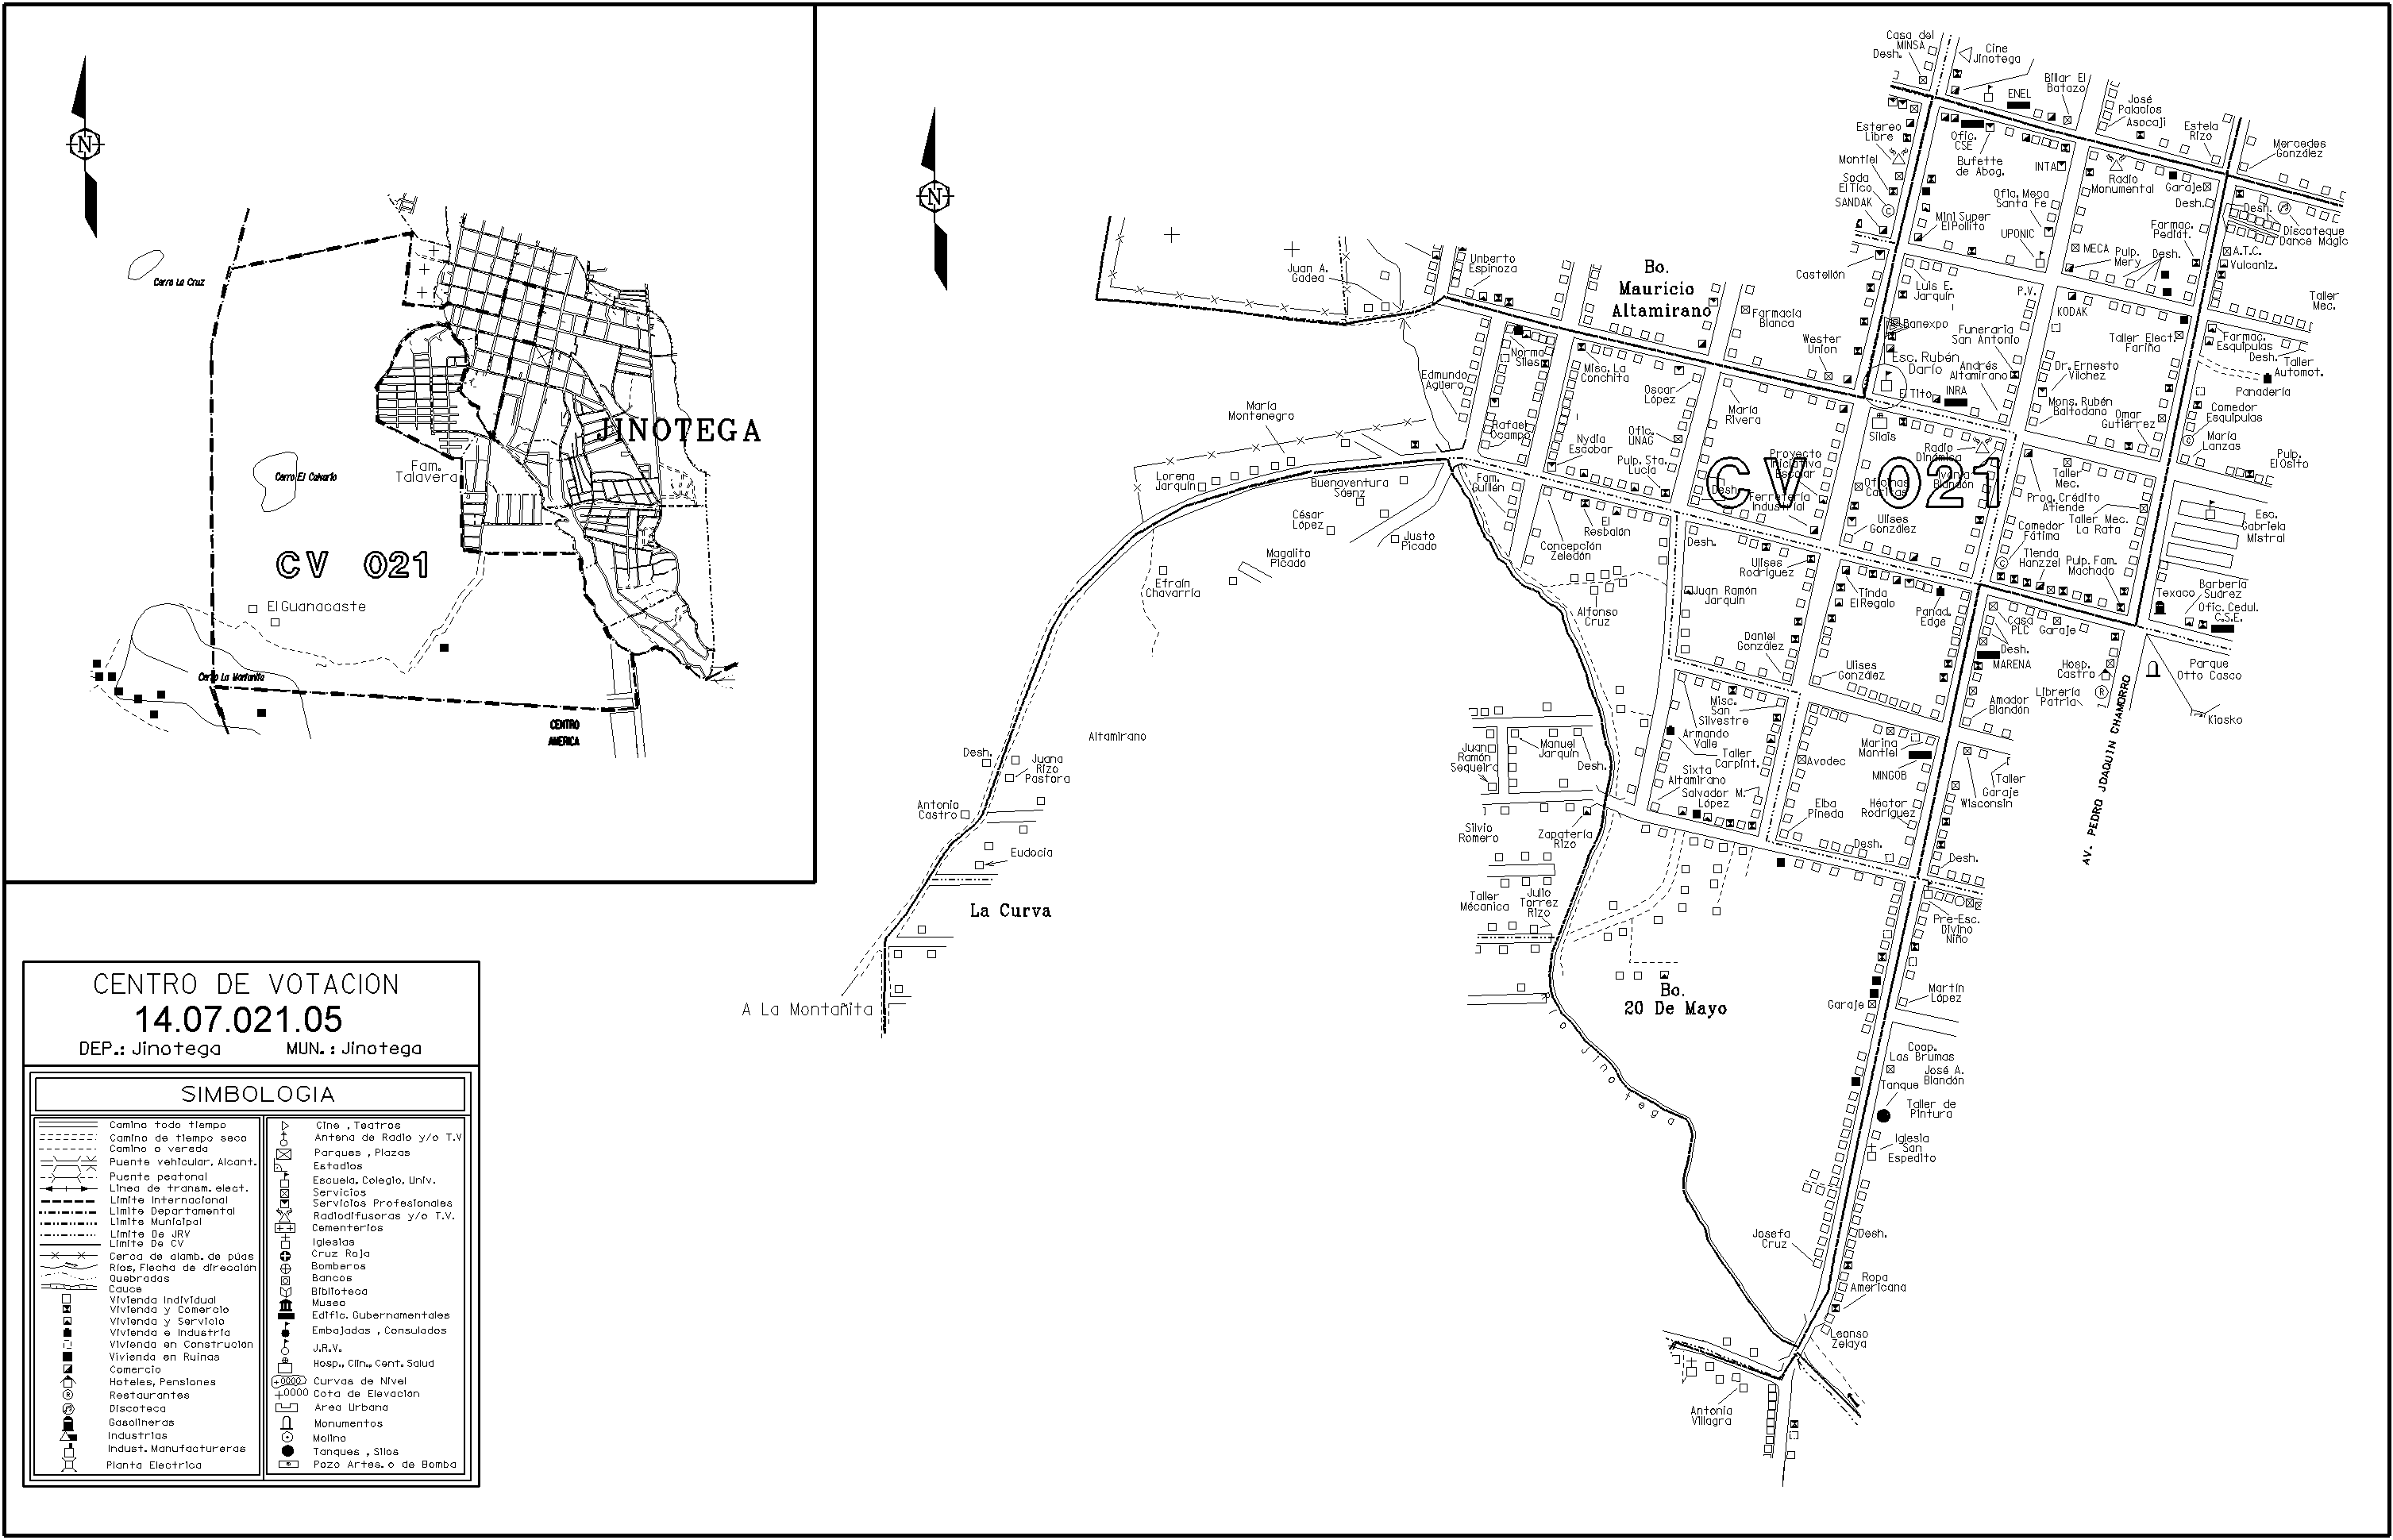 Cerro La Cruz
JINOTEGA
Fam.
Talavera
Cerro El Calvario
CV 021
El Guanacaste
Cerro La Montañita
CENTRO
AMERICA
N
N
CENTRO DE VOTACION
14.07.021.05
DEP.: Jinotega MUN.: Jinotega
SIMBOLOGIA
Camino todo tiempo
Camino de tiempo seco
Camino o vereda
Puente vehicular, Alcant.
Puente peatonal
Linea de transm. elect.
Limite Internacional
Limite Departamental
Limite Municipal
Limite De JRV
Limite De CV
Cerca de alamb. de púas
Ríos, Flecha de dirección
Quebradas
Cauce
Vivienda Individual
Vivienda y Comercio
Vivienda y Servicio
Vivienda e Industria
Vivienda en Construcion
Vivienda en Ruinas
Comercio
Hoteles, Pensiones
Restaurantes
Discoteca
Gasolineras
Industrias
Indust. Manufactureras
Planta Electrica
Cine , Teatros
Antena de Radio y/o T.V
Parques , Plazas
Estadios
Escuela, Colegio, Univ.
Servicios
Servicios Profesionales
Radiodifusoras y/o T.V.
Cementerios
Iglesias
Cruz Roja
Bomberos
Bancos
Biblioteca
Museo
Edific. Gubernamentales
Embajadas , Consulados
J.R.V.
Hosp., Clin., Cent. Salud
Curvas de Nivel
Cota de Elevación
Area Urbana
Monumentos
Molino
Tanques , Silos
Pozo Artes. o de Bomba
Casa del
MINSA
Desh.
Cine
Jinotega
Billar El
Batazo
ENEL
José
Palacios
Asocaji
Estela
Rizo
Mercedes
González
Estereo
Libre
Ofic.
CSE
Bufette
de Abog.
INTA
Montiel
Soda
El Tico
SANDAK
Radio
Monumental
Garaje
Desh.
Desh.
Discoteque
Dance Magic
Ofic. Meca
Santa Fe
Mini Super
El Pollito
UPONIC
MECA
Pulp.
Mery
Farmac.
Pediat.
Desh.
A.T.C.
Vulcaniz.
Castellón
Luis E.
Jarquín
P.V.
KODAK
Taller
Mec.
Juan A.
Gadea
Unberto
Espinoza
Bo.
Mauricio
Altamirano
Farmacia
Blanca
Wester
Union
Banexpo
Funeraria
San Antonio
Taller Elect.
Fariña
Farmac.
Esquipulas
Desh.
Taller
Automot.
Norma
Siles
Misc. La
Conchita
Edmundo
Agüero
Oscar
López
Esc. Rubén
Darío
Andrés
Altamirano
Dr. Ernesto
Vilchez
Panadería
María
Montenegro
María
Rivera
El Tito
INRA
Mons. Rubén
Baltodano
Omar
Gutiérrez
Comedor
Esquipulas
Rafael
Ocampo
Nydia
Escobar
Ofic.
UNAG
Pulp. Sta.
Lucía
Silais
Radio
Dinámica
María
Lanzas
Pulp.
El Osito
Proyecto
Iniciativa
Escolar
CV 021
Desh.
Ferretería
Industrial
Oficinas
Caritas
Blandón
Ulises
González
Taller
Mec.
Prog. Crédito
Atiende
Taller Mec.
La Rata
Esc.
Gabriela
Mistral
Lorena
Jarquín
Buenaventura
Sáenz
Fam.
Guillén
El
Resbalón
Concepción
Zeledón
César
López
Justo
Picado
Magalito
Picado
Desh.
Ulises
Rodríguez
Comedor
Fátima
Tienda
Hanzzel
Pulp. Fam.
Machado
Efraín
Chavarría
Alfonso
Cruz
Juan Ramón
Jarquín
Tinda
El Regalo
Panad.
Edge
Texaco
Barbería
Suárez
Ofic. Cedul.
C.S.E.
Casa
PLC
Garaje
Desh.
MARENA
Daniel
González
Ulises
González
Hosp.
Castro
Librería
Patria
Parque
Otto Casco
Kiosko
AV. PEDRO JOAQUIN CHAMORRO
Amador
Blandón
Misc.
San
Silvestre
Armando
Valle
Taller
Carpint.
Marina
Montiel
MINGOB
Avodec
Taller
Garaje
Wisconsin
Altamirano
Desh.
Juana
Rizo
Pastora
Juan
Ramón
Sequeira
Manuel
Jarquín
Desh.
Sixta
Altamirano
Salvador M.
López
Elba
Pineda
Héctor
Rodríguez
Antonio
Castro
Silvio
Romero
Zapatería
Rizo
Desh.
Desh.
Eudocia
La Curva
Taller
Mécanica
Julio
Torrez
Rizo
Pre-Esc.
Divino
Niño
Bo.
20 De Mayo
Garaje
Martín
López
A La Montañita
Río Jinotega
Coop.
Las Brumas
José A.
Blandón
Tanque
Taller de
Pintura
Iglesia
San
Espedito
Josefa
Cruz
Desh.
Ropa
Americana
Leonso
Zelaya
Antonia
Villagra